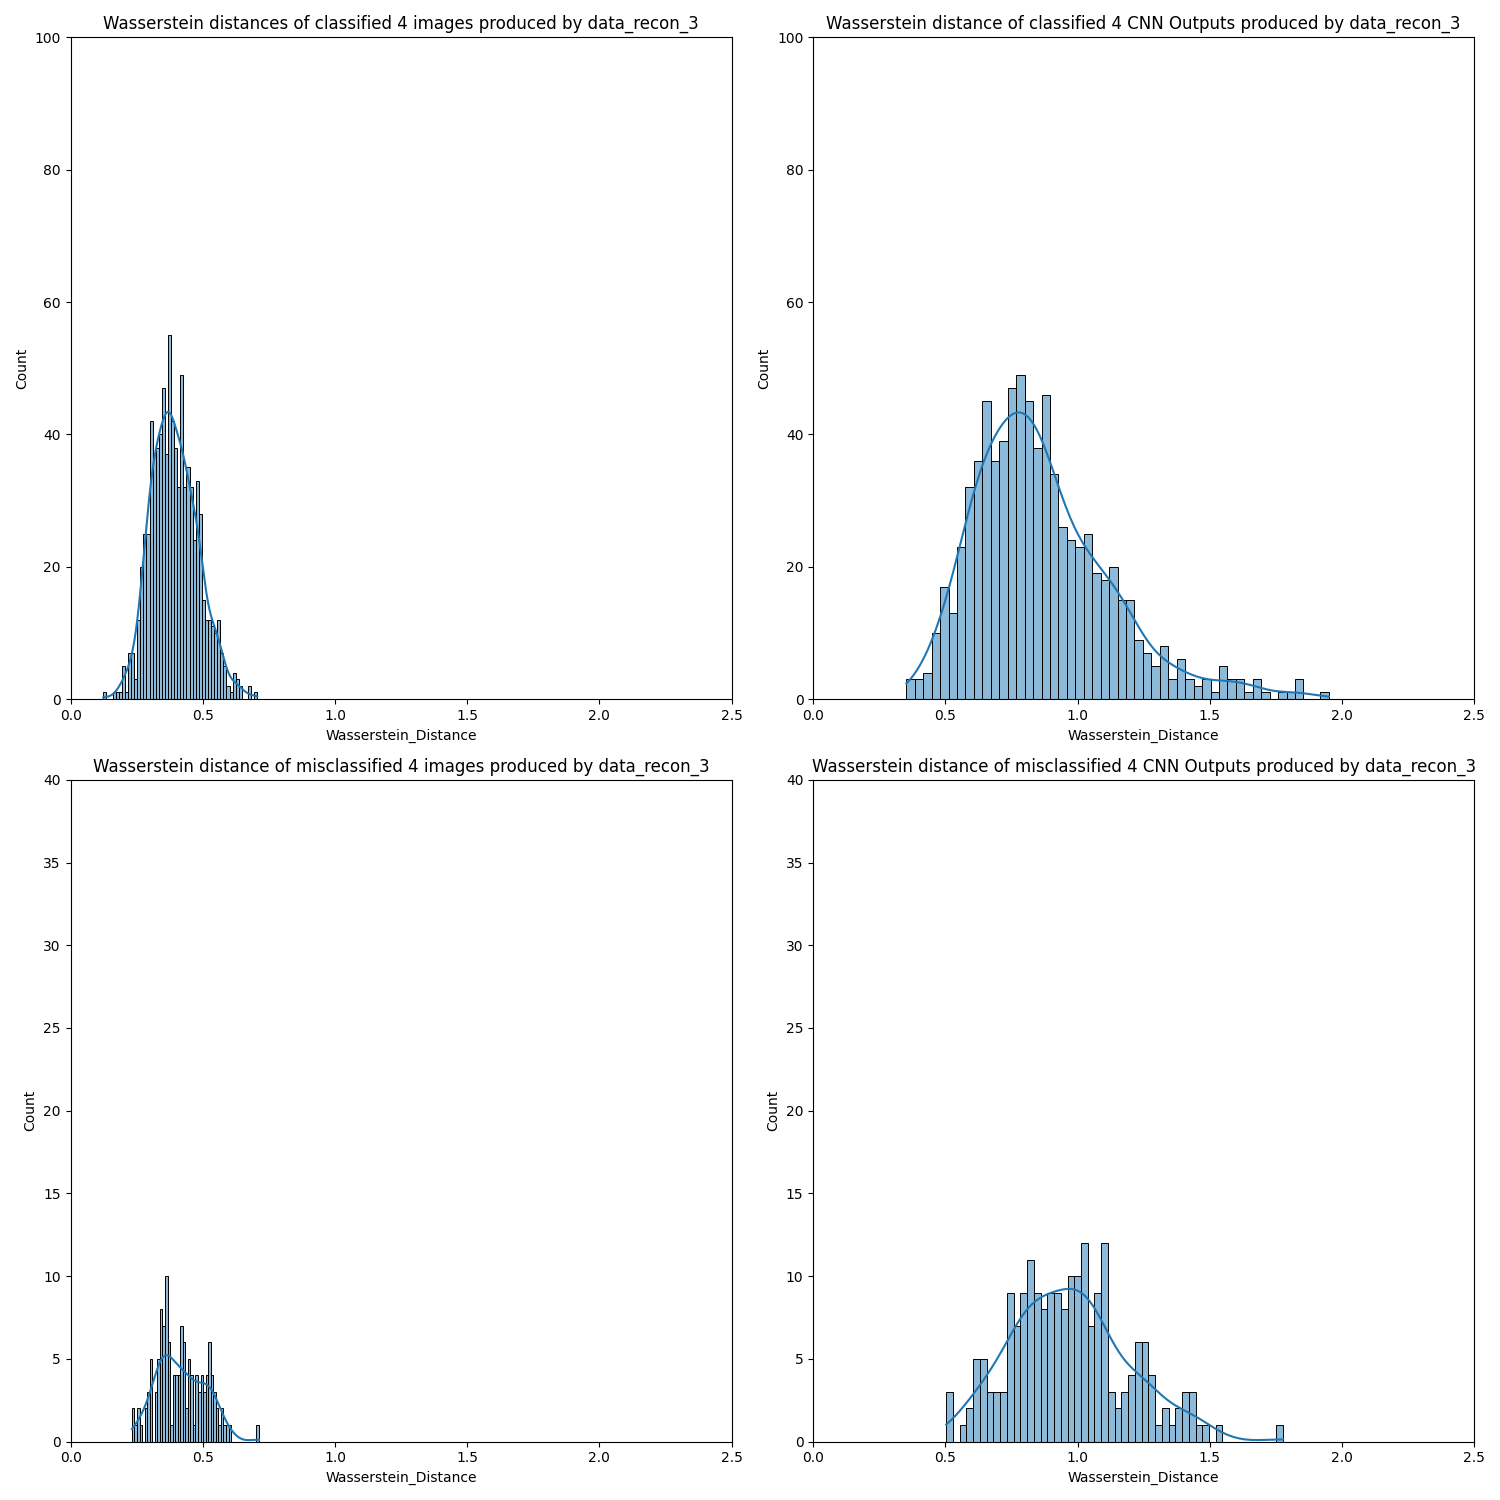 Wasserstein distances of classified 4 images produced by data_recon_3
100
80
60
40
20
0
Count
0.0 0.5 1.0 1.5 2.0 2.5
Wasserstein_Distance
Wasserstein distance of classified 4 CNN Outputs produced by data_recon_3
100
80
60
40
20
0
Count
0.0 0.5 1.0 1.5 2.0 2.5
Wasserstein_Distance
Wasserstein distance of misclassified 4 images produced by data_recon_3
40
35
30
25
20
15
10
5
0
Count
0.0 0.5 1.0 1.5 2.0 2.5
Wasserstein_Distance
Wasserstein distance of misclassified 4 CNN Outputs produced by data_recon_3
40
35
30
25
20
15
10
5
0
Count
0.0 0.5 1.0 1.5 2.0 2.5
Wasserstein_Distance